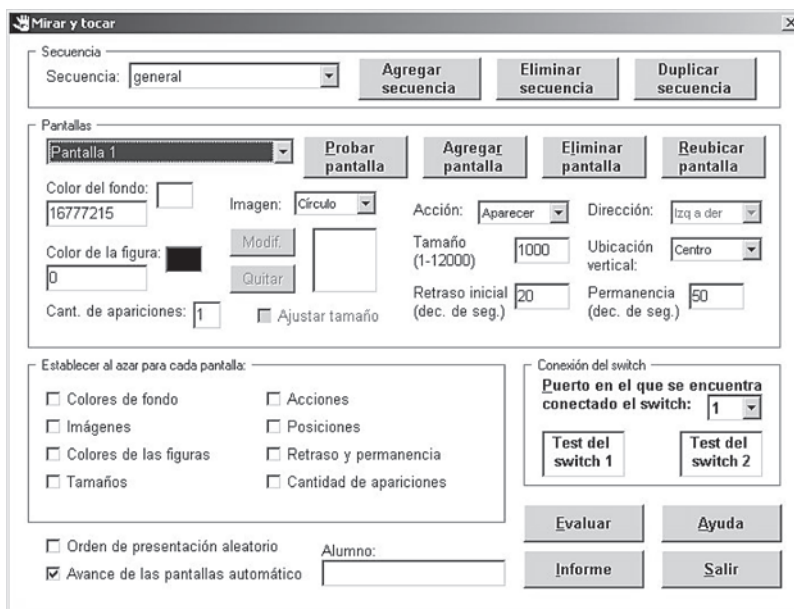 Mirar y tocar
Secuencia
Secuencia: general
Agregar secuencia
Eliminar secuencia
Duplicar secuencia
Pantallas
Pantalla 1
Probar pantalla
Agregar pantalla
Eliminar pantalla
Reubicar pantalla
Color del fondo:
16777215
Color de la figura:
0
Cant. de apariciones: 1
Imagen: Círculo
Modif.
Quitar
Ajustar tamaño
Acción: Aparecer
Dirección: Izq a der
Tamaño
(1-12000) 1000
Ubicación
vertical: Centro
Retraso inicial
(dec. de seg.) 20
Permanencia
(dec. de seg.) 50
Establecer al azar para cada pantalla:
Colores de fondo
Imágenes
Colores de las figuras
Tamaños
Acciones
Posiciones
Retraso y permanencia
Cantidad de apariciones
Conexión del switch
Puerto en el que se encuentra
conectado el switch: 1
Test del
switch 1
Test del
switch 2
Orden de presentación aleatorio
Avance de las pantallas automático
Alumno:
Evaluar
Ayuda
Informe
Salir